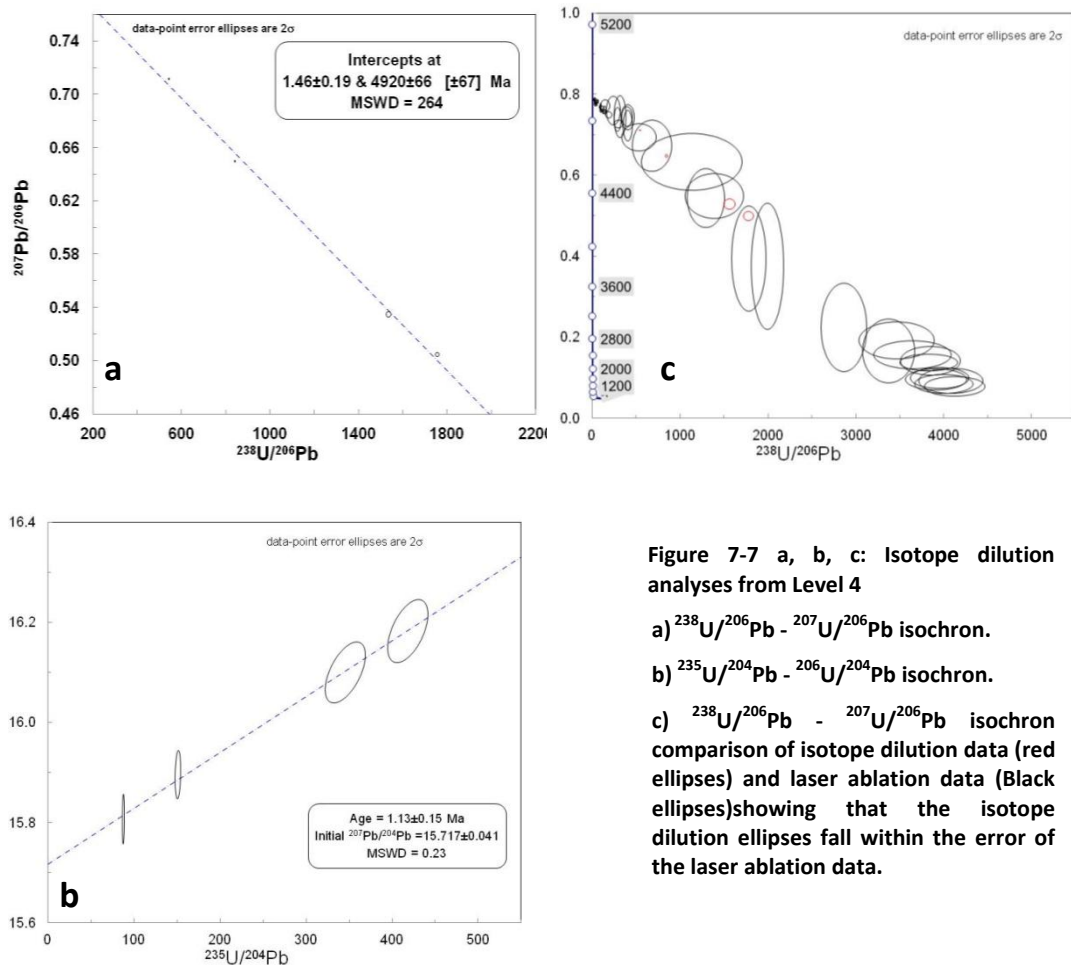 data-point error ellipses are 2σ
Intercepts at
1.46±0.19 & 4920±66 [±67] Ma
MSWD = 264
0.76
0.70
0.66
0.62
0.58
0.54
0.50
0.46
²⁰⁷Pb/²⁰⁶Pb
a
200 600 1000 1400 1800 2200
²³⁸U/²⁰⁶Pb
data-point error ellipses are 2σ
1.0
0.8
0.6
0.4
0.2
0.0
5200
4400
3600
2800
2000
1200
c
0 1000 2000 3000 4000 5000
²³⁸U/²⁰⁶Pb
data-point error ellipses are 2σ
16.4
16.2
16.0
15.8
15.6
Age = 1.13±0.15 Ma
Initial ²⁰⁷Pb/²⁰⁴Pb =15.717±0.041
MSWD = 0.23
b
0 100 200 300 400 500
²³⁵U/²⁰⁴Pb
Figure 7-7 a, b, c: Isotope dilution
analyses from Level 4
a) ²³⁸U/²⁰⁶Pb - ²⁰⁷U/²⁰⁶Pb isochron.
b) ²³⁵U/²⁰⁴Pb - ²⁰⁶U/²⁰⁴Pb isochron.
c) ²³⁸U/²⁰⁶Pb - ²⁰⁷U/²⁰⁶Pb isochron
comparison of isotope dilution data (red
ellipses) and laser ablation data (Black
ellipses)showing that the isotope
dilution ellipses fall within the error of
the laser ablation data.